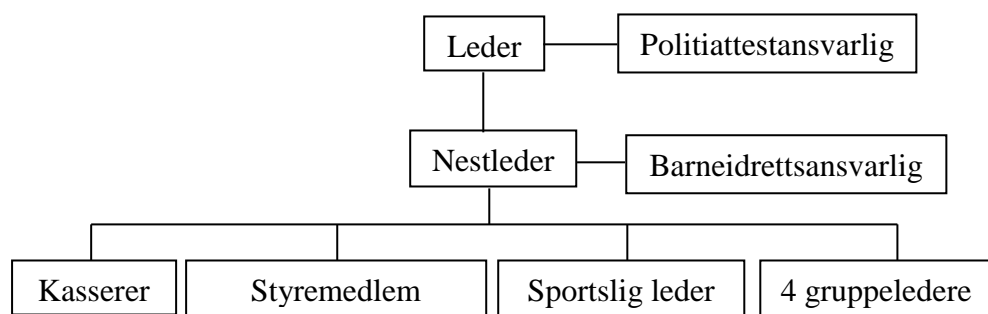 Leder
Politiattestansvarlig
Nestleder
Barneidrettsansvarlig
Kasserer
Styremedlem
Sportslig leder
4 gruppeledere